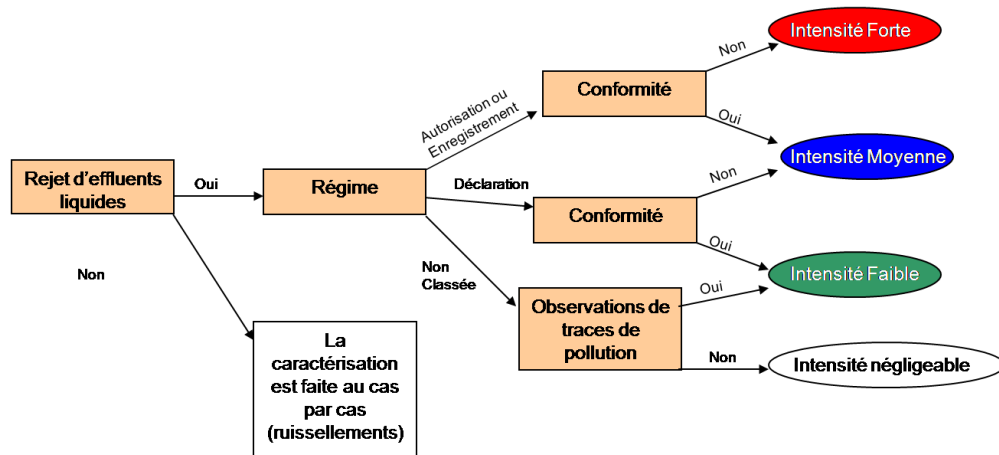 Rejet d'effluents
liquides
Oui
Non
La
caractérisation
est faite au cas
par cas
(ruissellements)
Régime
Autorisation ou
Enregistrement
Déclaration
Non
Classée
Conformité
Non
Oui
Conformité
Non
Oui
Observations de
traces de
pollution
Oui
Non
Intensité Forte
Intensité Moyenne
Intensité Faible
Intensité négligeable